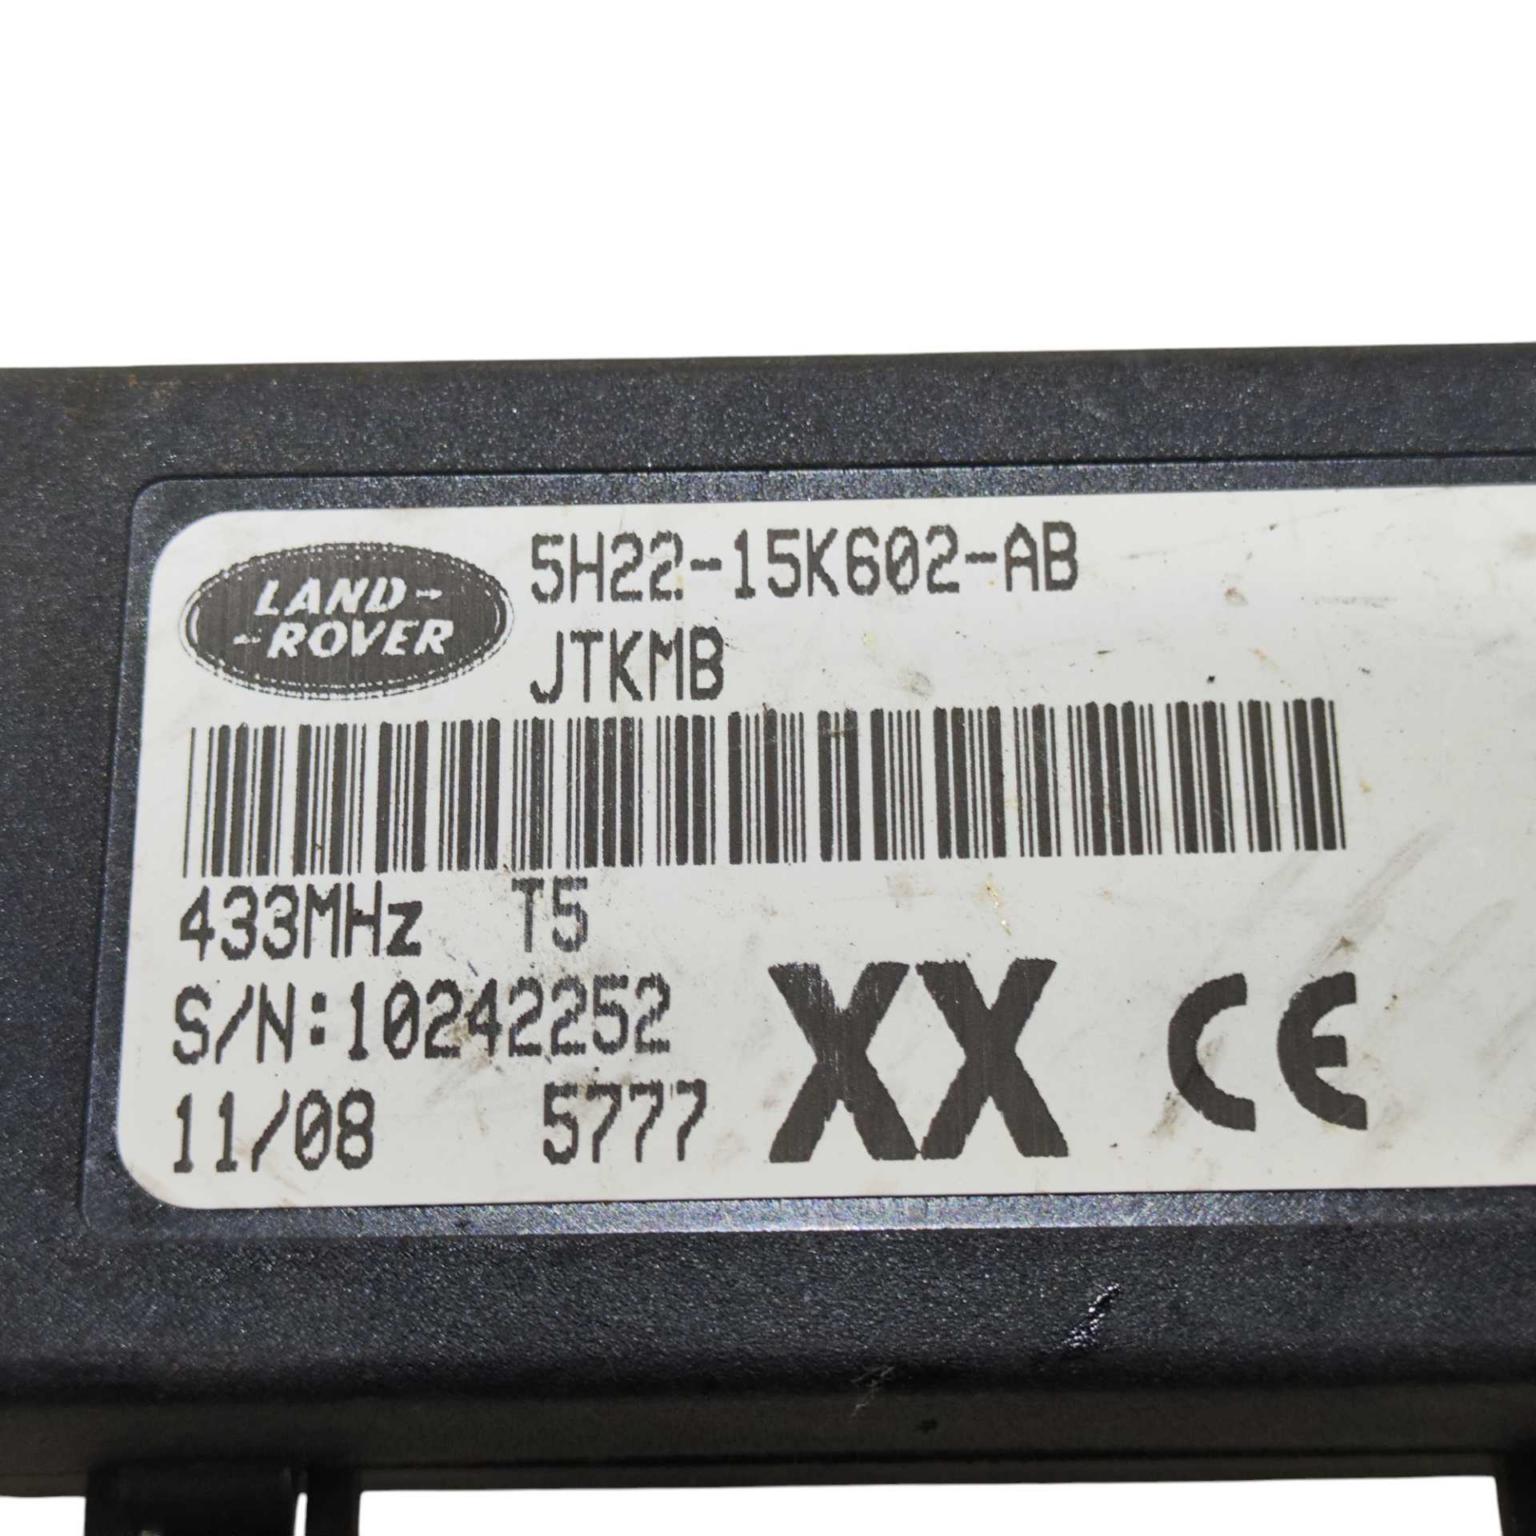 LAND-
-ROVER
5H22-15K602-AB
JTKMB
433MHz T5
S/N:10242252
11/08 5777
XX CE